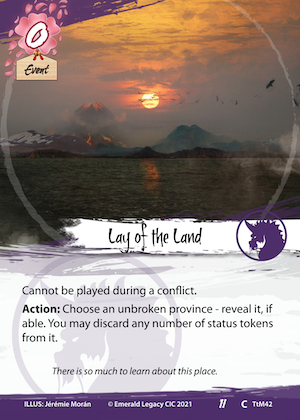 0
Event
Lay of the Land
Cannot be played during a conflict.
Action: Choose an unbroken province - reveal it, if
able. You may discard any number of status tokens
from it.
There is so much to learn about this place.
ILLUS: Jérémie Morán © Emerald Legacy CIC 2021 C TtM42